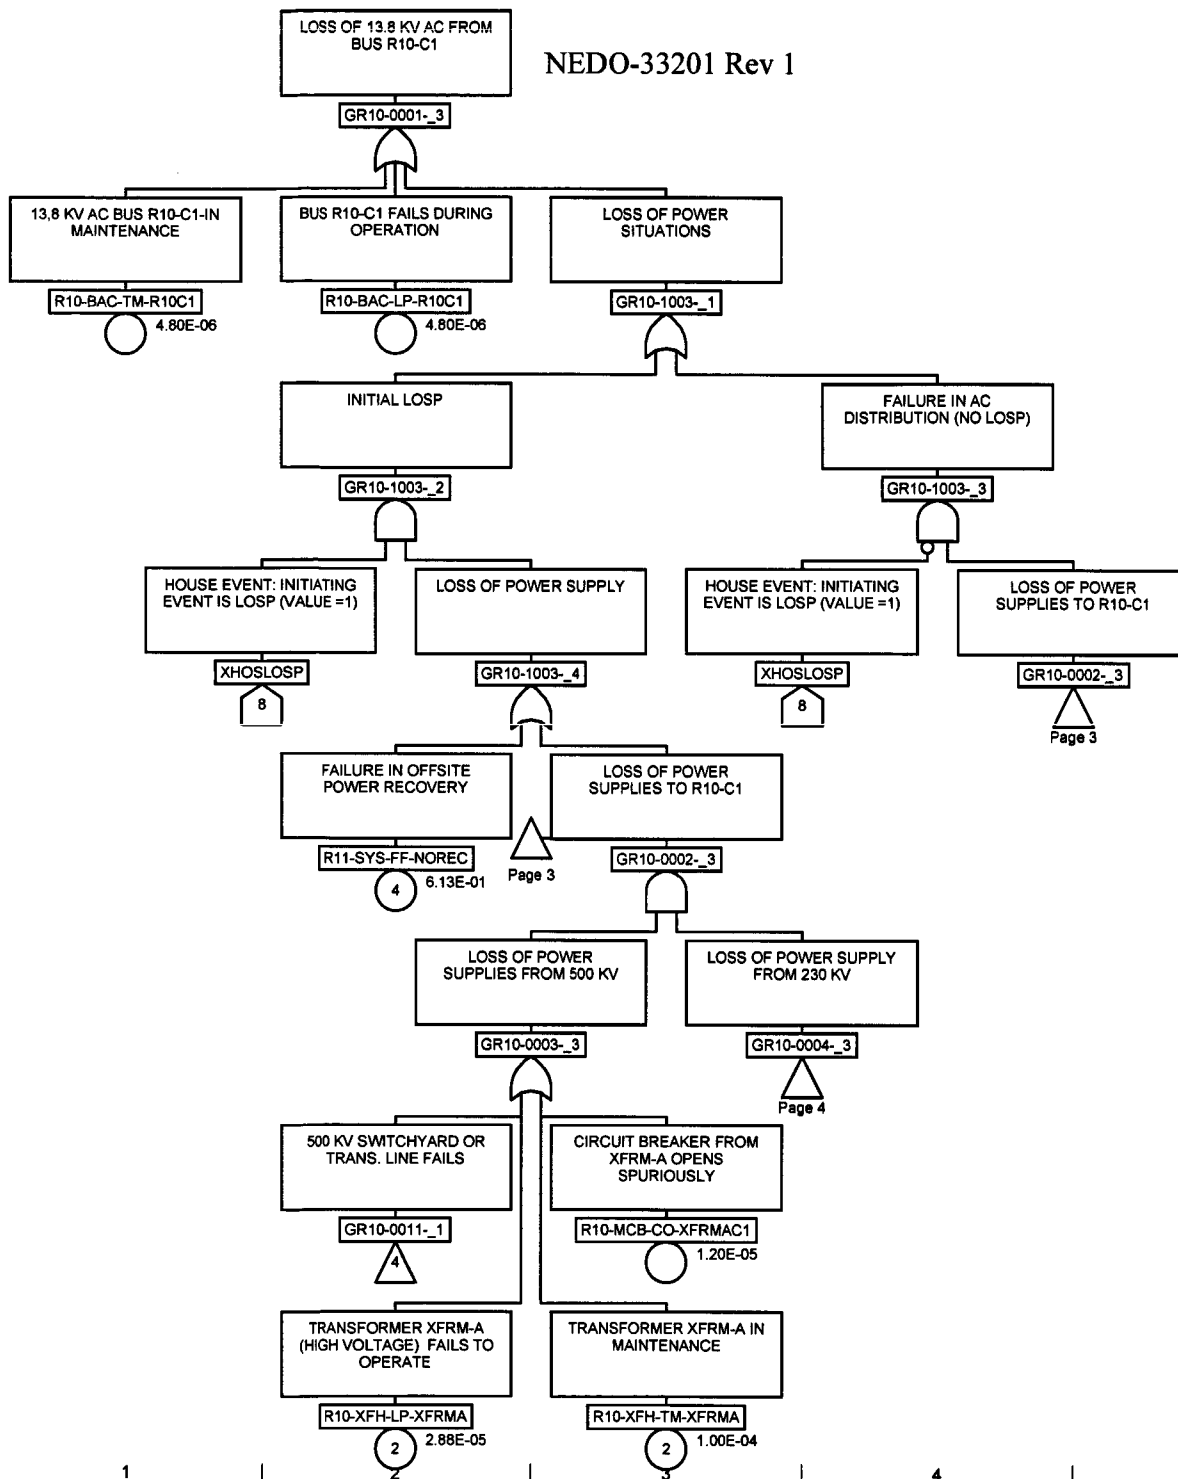 LOSS OF 13.8 KV AC FROM
BUS R10-C1
NEDO-33201 Rev 1
GR10-0001-_3
13,8 KV AC BUS R10-C1-IN
MAINTENANCE
BUS R10-C1 FAILS DURING
OPERATION
LOSS OF POWER
SITUATIONS
R10-BAC-TM-R10C1
4.80E-06
R10-BAC-LP-R10C1
4.80E-06
GR10-1003-_1
INITIAL LOSP
FAILURE IN AC
DISTRIBUTION (NO LOSP)
GR10-1003-_2
GR10-1003-_3
HOUSE EVENT: INITIATING
EVENT IS LOSP (VALUE =1)
LOSS OF POWER SUPPLY
HOUSE EVENT: INITIATING
EVENT IS LOSP (VALUE =1)
LOSS OF POWER
SUPPLIES TO R10-C1
XHOSLOSP
8
GR10-1003-_4
XHOSLOSP
8
GR10-0002-_3
Page 3
FAILURE IN OFFSITE
POWER RECOVERY
LOSS OF POWER
SUPPLIES TO R10-C1
R11-SYS-FF-NOREC
4
6.13E-01
Page 3
GR10-0002-_3
LOSS OF POWER
SUPPLIES FROM 500 KV
LOSS OF POWER SUPPLY
FROM 230 KV
GR10-0003-_3
GR10-0004-_3
Page 4
500 KV SWITCHYARD OR
TRANS. LINE FAILS
CIRCUIT BREAKER FROM
XFRM-A OPENS
SPURIOUSLY
GR10-0011-_1
4
R10-MCB-CO-XFRMAC1
1.20E-05
TRANSFORMER XFRM-A
(HIGH VOLTAGE) FAILS TO
OPERATE
TRANSFORMER XFRM-A IN
MAINTENANCE
R10-XFH-LP-XFRMA
2
2.88E-05
R10-XFH-TM-XFRMA
2
1.00E-04
1 2 3 4